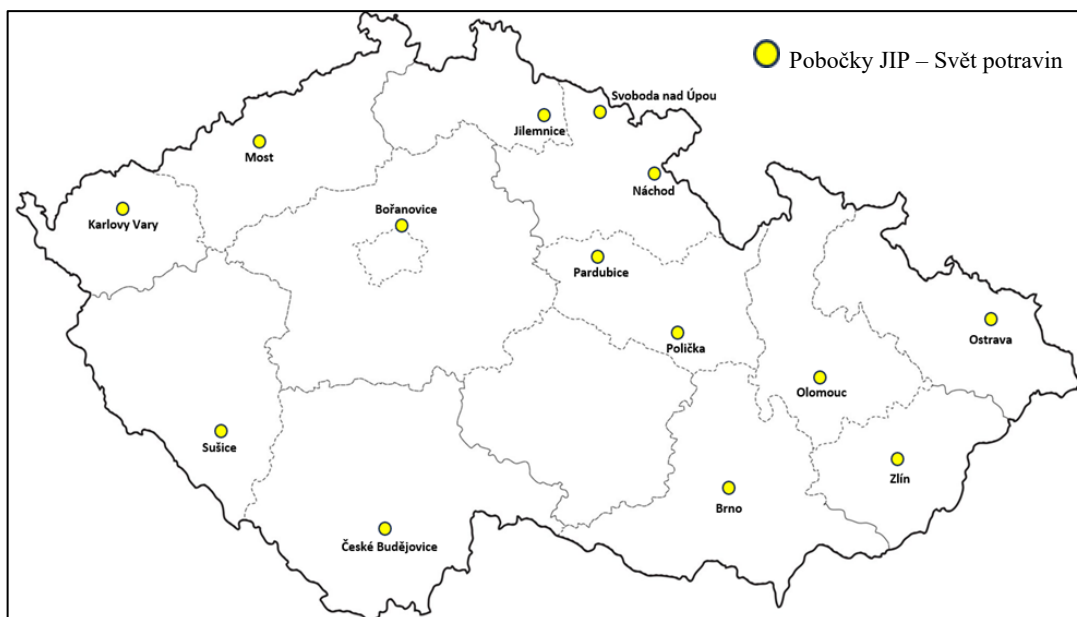 Pobočky JIP – Svět potravin
Svoboda nad Úpou
Jilemnice
Most
Náchod
Karlovy Vary
Bořanovice
Pardubice
Polička
Ostrava
Olomouc
Sušice
Zlín
Brno
České Budějovice